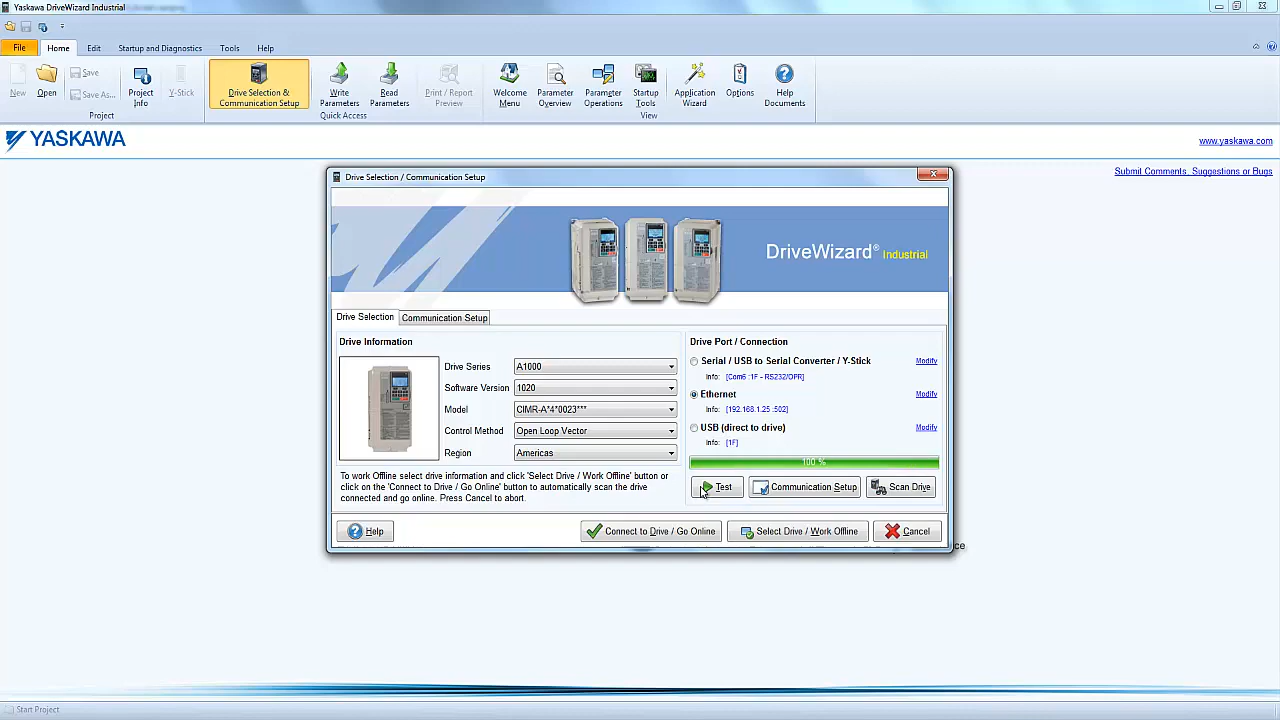 Yaskawa DriveWizard Industrial
File Home Edit Startup and Diagnostics Tools Help
New Open Save Save As... Project Info Y-Stick
Project
Drive Selection & Communication Setup
Write Parameters Read Parameters Print / Report Preview
Quick Access
Welcome Menu Parameter Overview Parameter Operations Startup Tools Application Wizard Options Help Documents
View
YASKAWA
www.yaskawa.com
Submit Comments, Suggestions or Bugs
Drive Selection / Communication Setup
DriveWizard® Industrial
Drive Selection Communication Setup
Drive Information
Drive Series A1000
Software Version 1020
Model CIMR-A*4*0023***
Control Method Open Loop Vector
Region Americas
To work Offline select drive information and click 'Select Drive / Work Offline' button or
click on the 'Connect to Drive / Go Online' button to automatically scan the drive
connected and go online. Press Cancel to abort.
Drive Port / Connection
Serial / USB to Serial Converter / Y-Stick Modify
Info: [Com6 :1F - RS232/OPR]
Ethernet Modify
Info: [192.168.1.25 :502]
USB (direct to drive) Modify
Info: [1F]
100 %
Test Communication Setup Scan Drive
Help Connect to Drive / Go Online Select Drive / Work Offline Cancel
Start Project